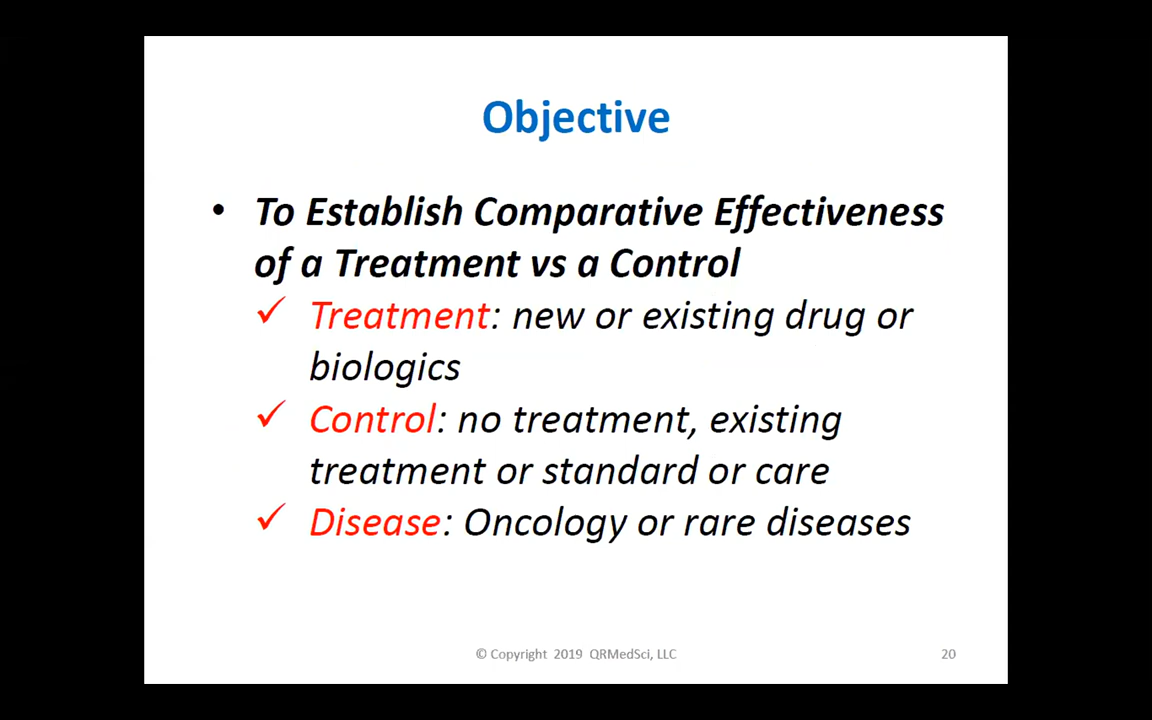 Objective
• To Establish Comparative Effectiveness
of a Treatment vs a Control
✓ Treatment: new or existing drug or
biologics
✓ Control: no treatment, existing
treatment or standard or care
✓ Disease: Oncology or rare diseases
© Copyright 2019 QRMedSci, LLC
20